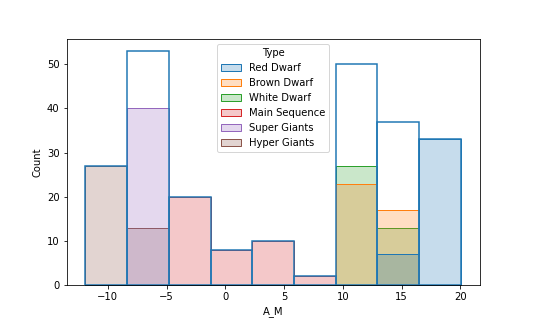 Type
Red Dwarf
Brown Dwarf
White Dwarf
Main Sequence
Super Giants
Hyper Giants
Count
50
40
30
20
10
0
−10
−5
0
5
10
15
20
A_M